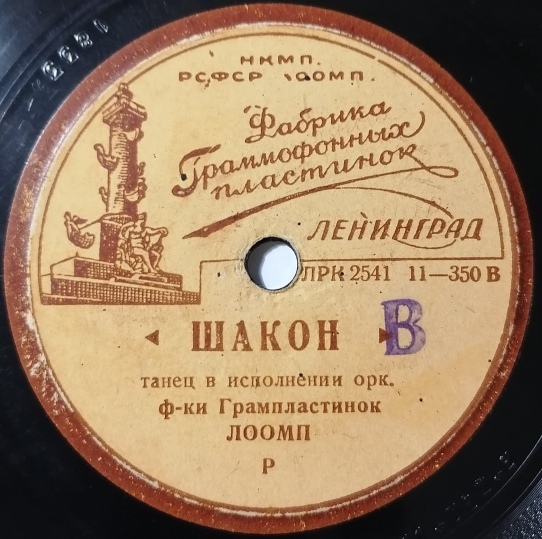 НКМП.
РСФСР ЛООМП.
Фабрика
Граммофонных
пластинок
ЛЕНИНГРАД
ЛРК 2541 11—350 В
ШАКОН
В
танец в исполнении орк.
ф-ки Грампластинок
ЛООМП
Р